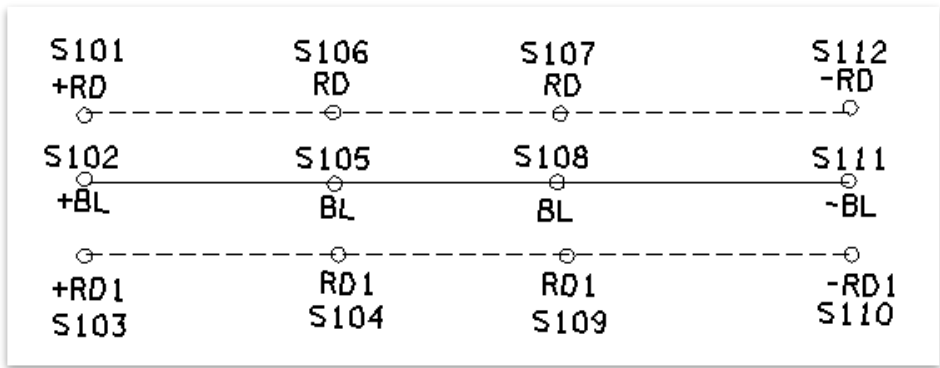 S101 S106 S107 S112
+RD RD RD -RD
S102 S105 S108 S111
+BL BL BL -BL
+RD1 RD1 RD1 -RD1
S103 S104 S109 S110